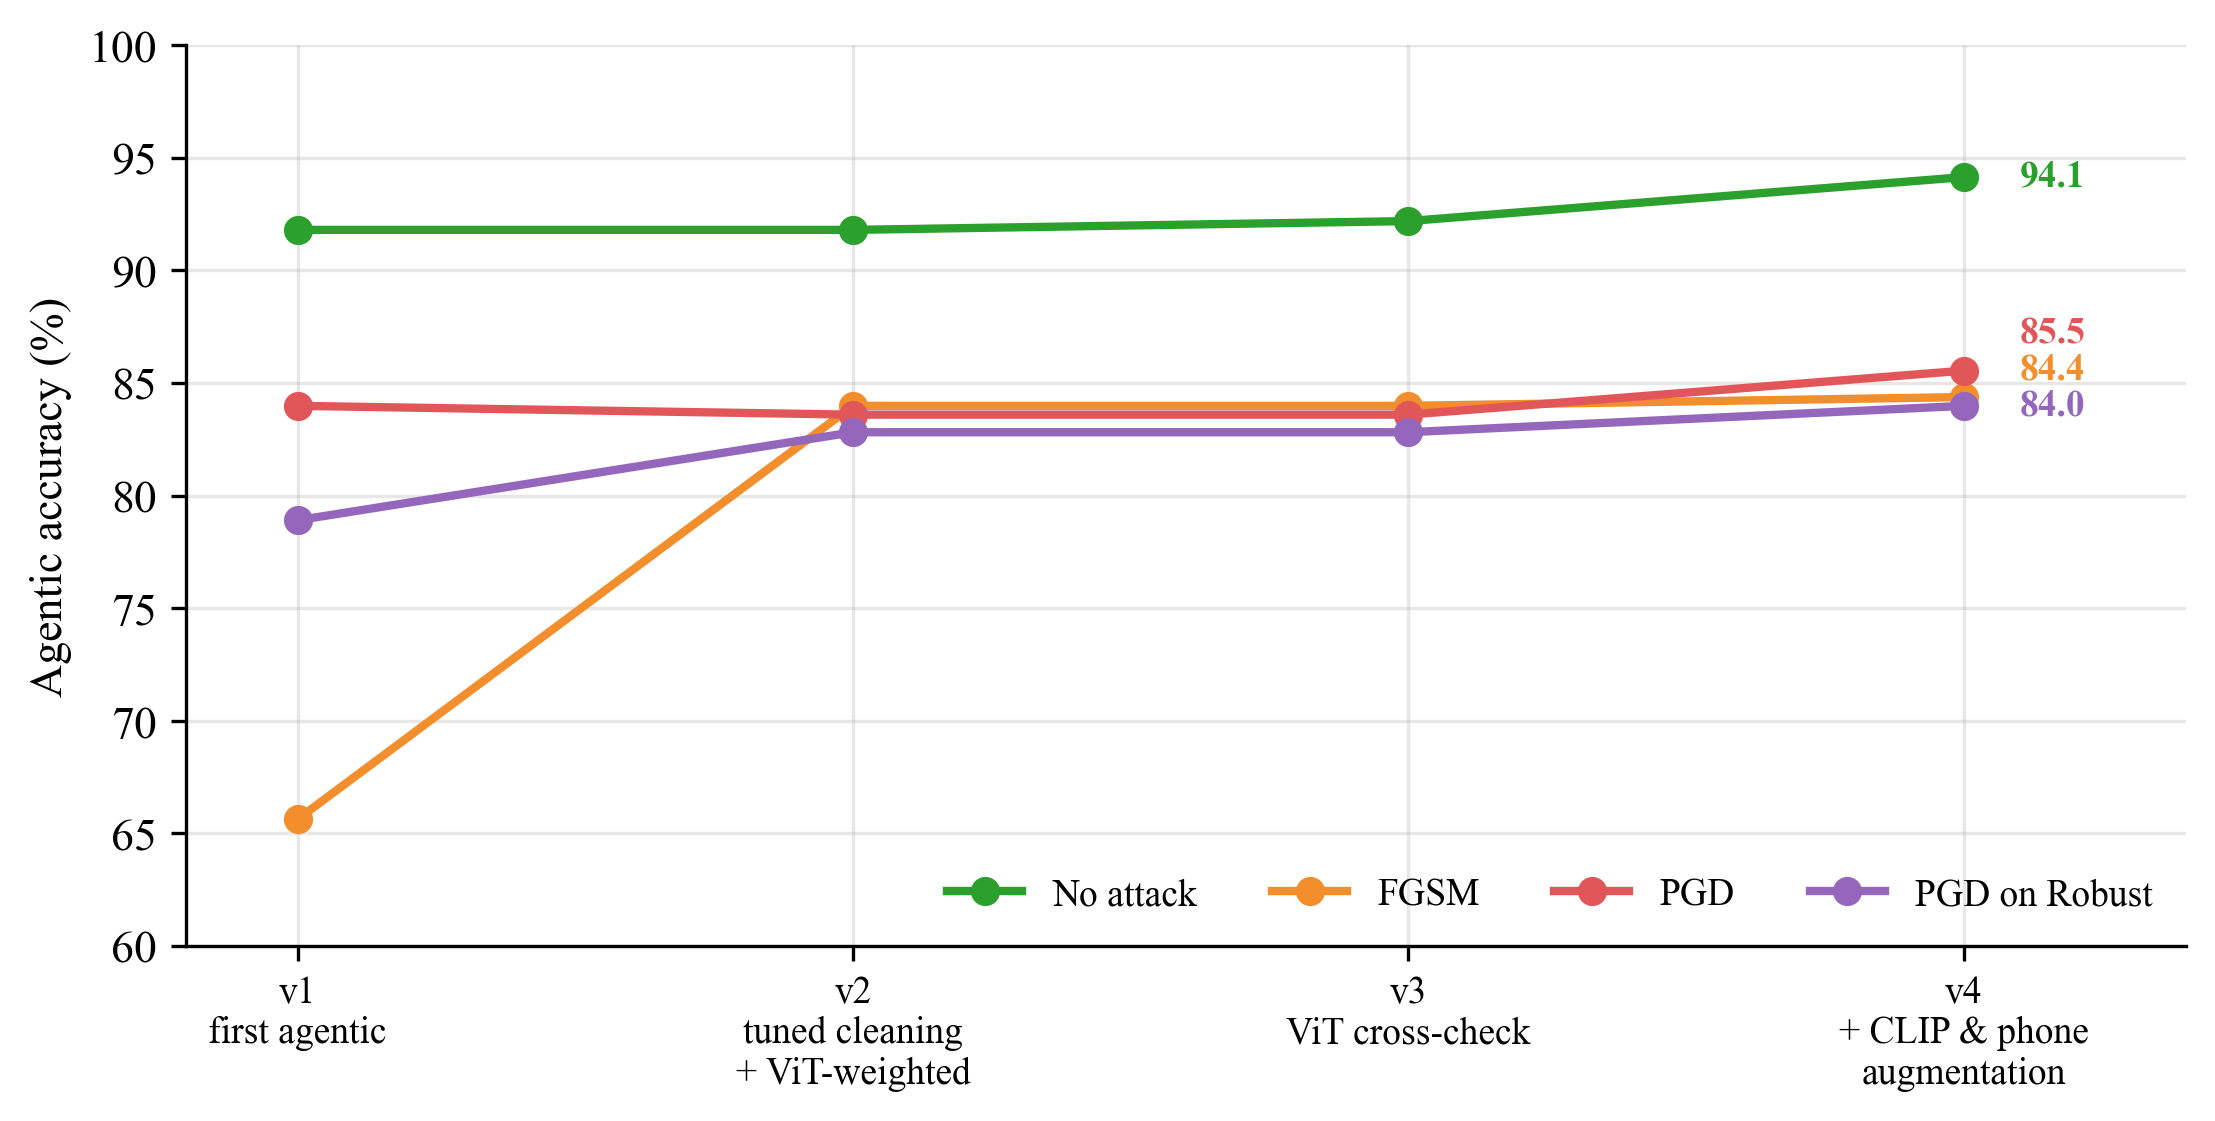 Agentic accuracy (%)
100
95
90
85
80
75
70
65
60
94.1
85.5
84.4
84.0
No attack
FGSM
PGD
PGD on Robust
v1
first agentic
v2
tuned cleaning
+ ViT-weighted
v3
ViT cross-check
v4
+ CLIP & phone
augmentation